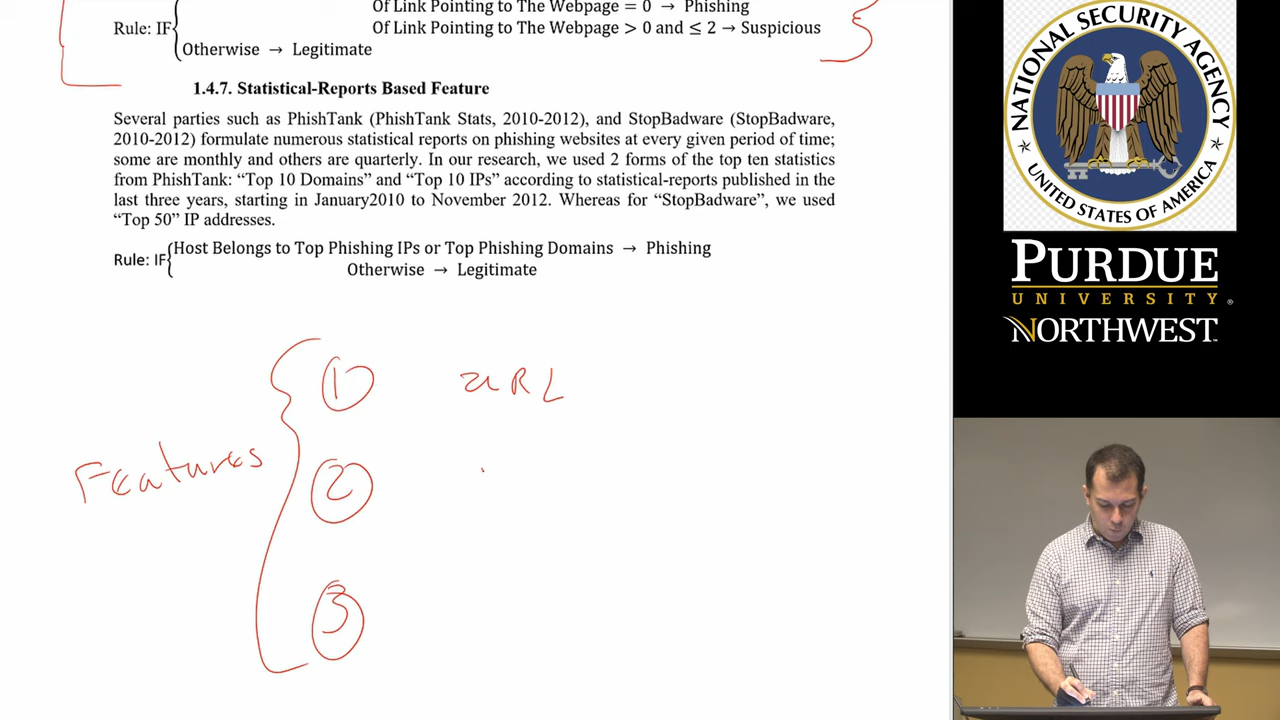 Of Link Pointing to The Webpage = 0 → Phishing
Rule: IF{ Of Link Pointing to The Webpage > 0 and ≤ 2 → Suspicious
Otherwise → Legitimate
1.4.7. Statistical-Reports Based Feature
Several parties such as PhishTank (PhishTank Stats, 2010-2012), and StopBadware (StopBadware,
2010-2012) formulate numerous statistical reports on phishing websites at every given period of time;
some are monthly and others are quarterly. In our research, we used 2 forms of the top ten statistics
from PhishTank: “Top 10 Domains” and “Top 10 IPs” according to statistical-reports published in the
last three years, starting in January2010 to November 2012. Whereas for “StopBadware”, we used
“Top 50” IP addresses.
Host Belongs to Top Phishing IPs or Top Phishing Domains → Phishing
Rule: IF{
Otherwise → Legitimate
Features { 1 URL
2
3
NATIONAL SECURITY AGENCY
UNITED STATES OF AMERICA
PURDUE
UNIVERSITY®
NORTHWEST™